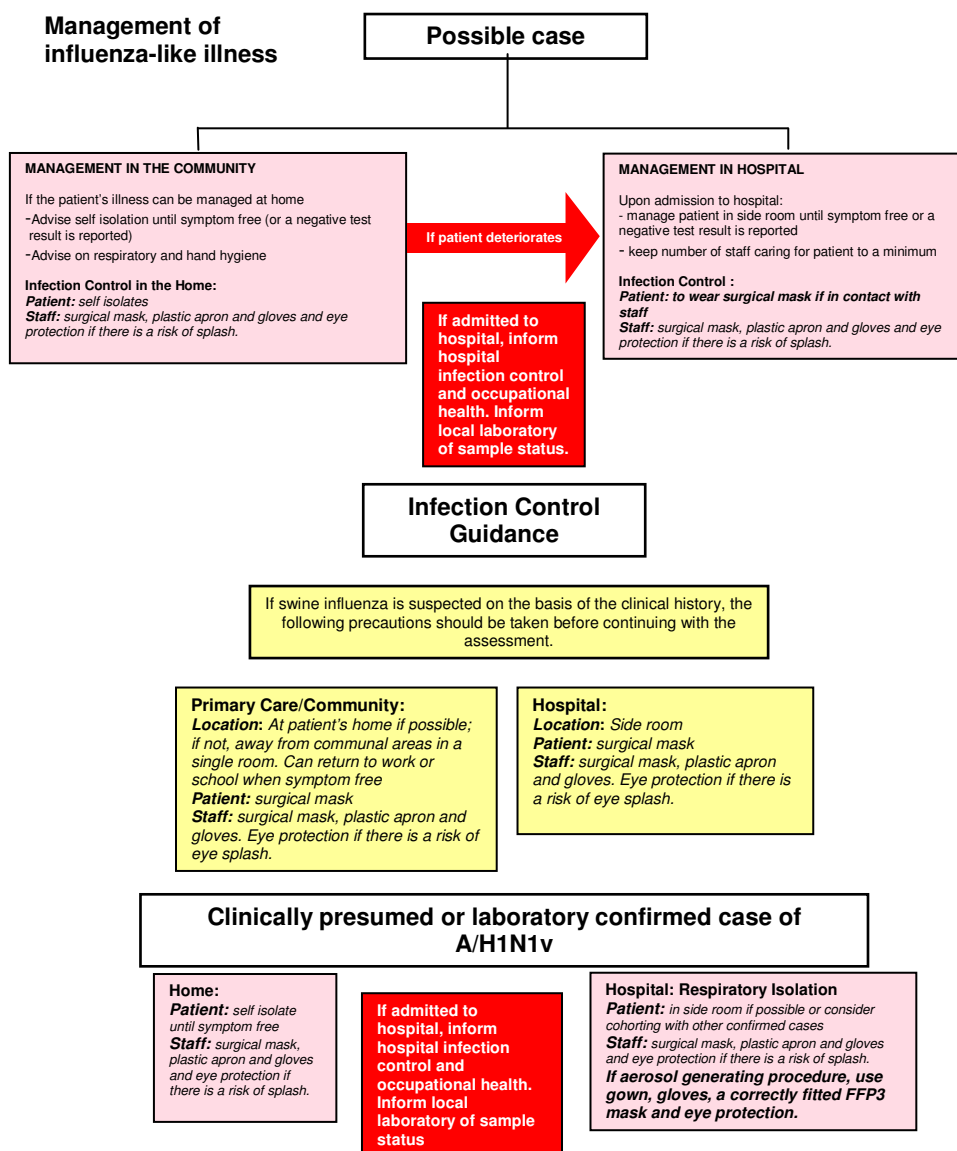 Management of
influenza-like illness
Possible case
MANAGEMENT IN THE COMMUNITY
If the patient's illness can be managed at home
-Advise self isolation until symptom free (or a negative test
result is reported)
-Advise on respiratory and hand hygiene
Infection Control in the Home:
Patient: self isolates
Staff: surgical mask, plastic apron and gloves and eye
protection if there is a risk of splash.
If patient deteriorates
MANAGEMENT IN HOSPITAL
Upon admission to hospital:
- manage patient in side room until symptom free or a
negative test result is reported
- keep number of staff caring for patient to a minimum
Infection Control :
Patient: to wear surgical mask if in contact with
staff
Staff: surgical mask, plastic apron and gloves and eye
protection if there is a risk of splash.
If admitted to
hospital, inform
hospital
infection control
and occupational
health. Inform
local laboratory
of sample status.
Infection Control
Guidance
If swine influenza is suspected on the basis of the clinical history, the
following precautions should be taken before continuing with the
assessment.
Primary Care/Community:
Location: At patient's home if possible;
if not, away from communal areas in a
single room. Can return to work or
school when symptom free
Patient: surgical mask
Staff: surgical mask, plastic apron and
gloves. Eye protection if there is a risk of
eye splash.
Hospital:
Location: Side room
Patient: surgical mask
Staff: surgical mask, plastic apron
and gloves. Eye protection if there is
a risk of eye splash.
Clinically presumed or laboratory confirmed case of
A/H1N1v
Home:
Patient: self isolate
until symptom free
Staff: surgical mask,
plastic apron and gloves
and eye protection if
there is a risk of splash.
If admitted to
hospital, inform
hospital infection
control and
occupational health.
Inform local
laboratory of sample
status
Hospital: Respiratory Isolation
Patient: in side room if possible or consider
cohorting with other confirmed cases
Staff: surgical mask, plastic apron and gloves
and eye protection if there is a risk of splash.
If aerosol generating procedure, use
gown, gloves, a correctly fitted FFP3
mask and eye protection.